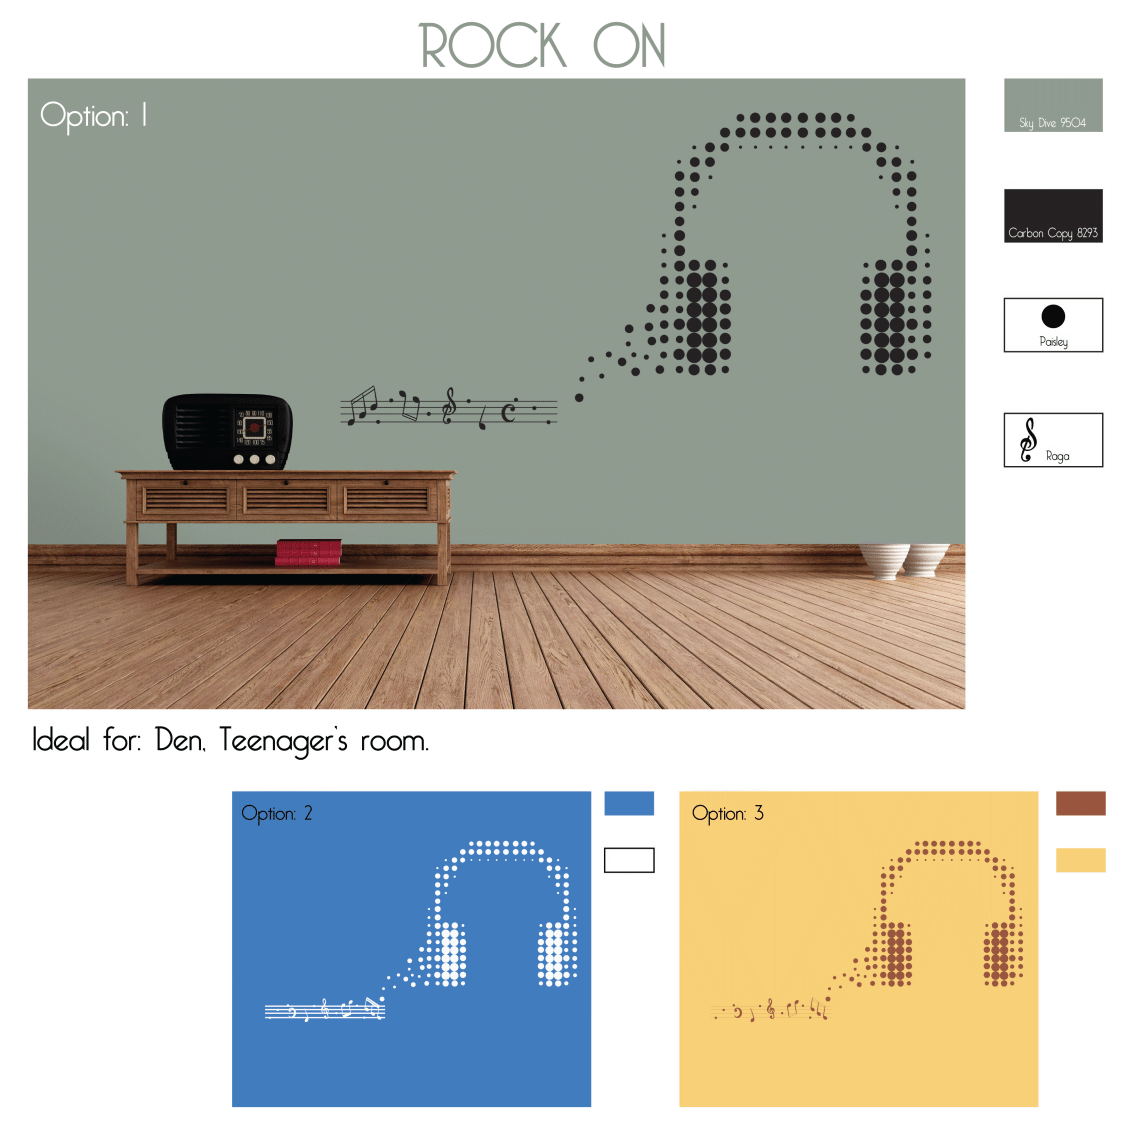 ROCK ON
Option: 1
Sky Dive 9504
Carbon Copy 8293
Paisley
Raga
Ideal for: Den, Teenager's room.
Option: 2
Option: 3